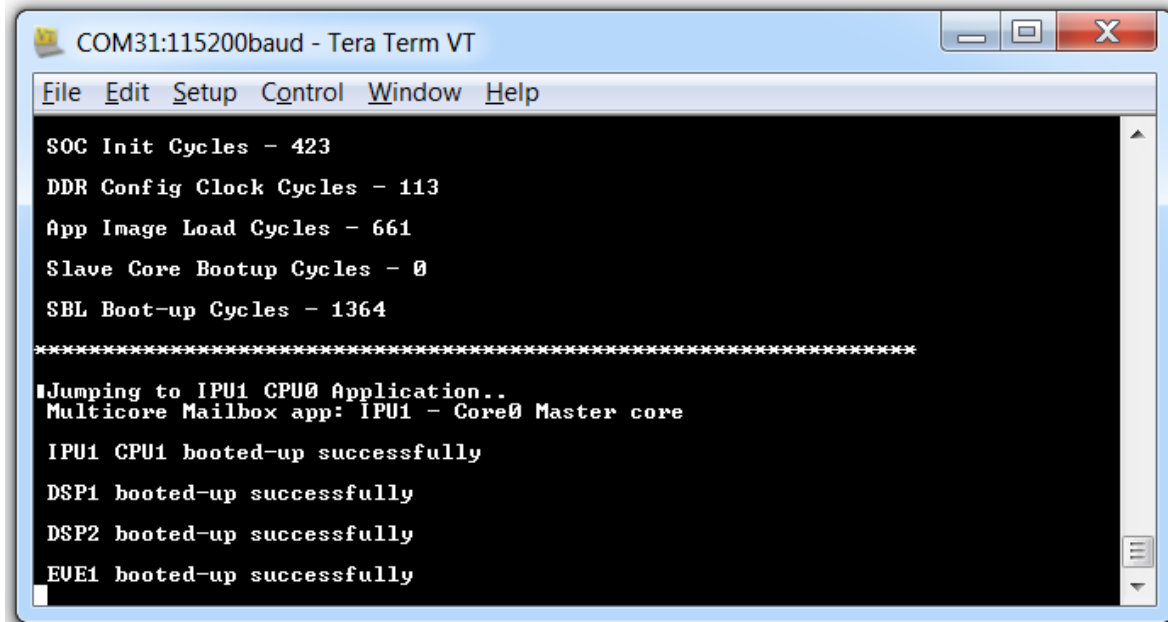 COM31:115200baud - Tera Term VT
File Edit Setup Control Window Help
SOC Init Cycles - 423
DDR Config Clock Cycles - 113
App Image Load Cycles - 661
Slave Core Bootup Cycles - 0
SBL Boot-up Cycles - 1364
*****************************************************************
Jumping to IPU1 CPU0 Application..
Multicore Mailbox app: IPU1 - Core0 Master core
IPU1 CPU1 booted-up successfully
DSP1 booted-up successfully
DSP2 booted-up successfully
EVE1 booted-up successfully